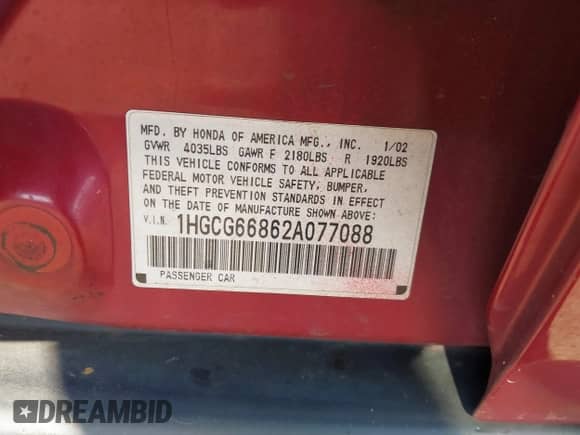 MFD. BY HONDA OF AMERICA MFG., INC. 1/02
GVWR 4035LBS GAWR F 2180LBS R 1920LBS
THIS VEHICLE CONFORMS TO ALL APPLICABLE
FEDERAL MOTOR VEHICLE SAFETY, BUMPER,
AND THEFT PREVENTION STANDARDS IN EFFECT
ON THE DATE OF MANUFACTURE SHOWN ABOVE:
V.I.N. 1HGCG66862A077088
PASSENGER CAR
DREAMBID